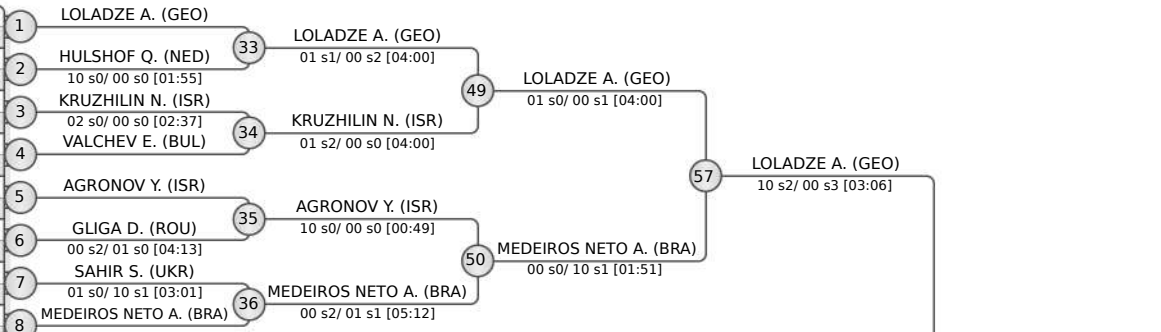 1
LOLADZE A. (GEO)
2
HULSHOF Q. (NED)
10 s0/ 00 s0 [01:55]
3
KRUZHILIN N. (ISR)
02 s0/ 00 s0 [02:37]
4
VALCHEV E. (BUL)
5
AGRONOV Y. (ISR)
6
GLIGA D. (ROU)
00 s2/ 01 s0 [04:13]
7
SAHIR S. (UKR)
01 s0/ 10 s1 [03:01]
8
MEDEIROS NETO A. (BRA)
33
LOLADZE A. (GEO)
01 s1/ 00 s2 [04:00]
34
KRUZHILIN N. (ISR)
01 s2/ 00 s0 [04:00]
35
AGRONOV Y. (ISR)
10 s0/ 00 s0 [00:49]
36
MEDEIROS NETO A. (BRA)
00 s2/ 01 s1 [05:12]
49
LOLADZE A. (GEO)
01 s0/ 00 s1 [04:00]
50
MEDEIROS NETO A. (BRA)
00 s0/ 10 s1 [01:51]
57
LOLADZE A. (GEO)
10 s2/ 00 s3 [03:06]